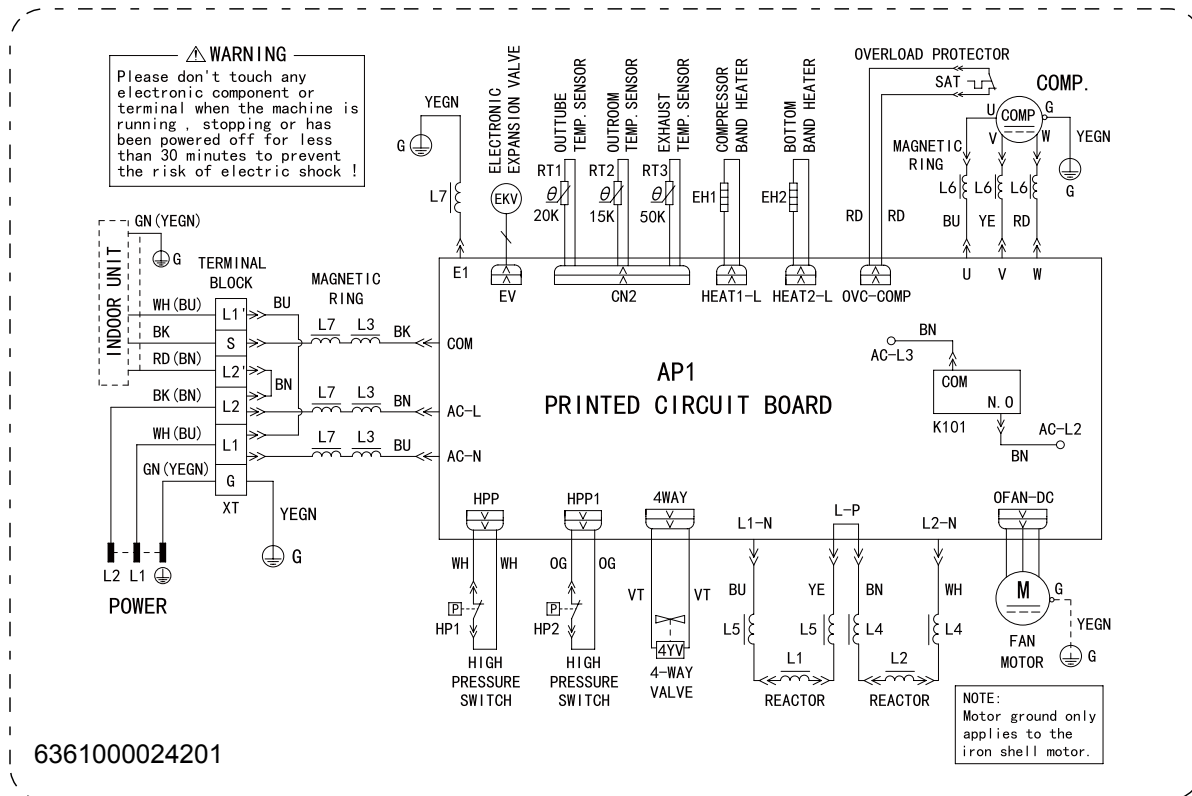 ⚠ WARNING
Please don't touch any
electronic component or
terminal when the machine is
running , stopping or has
been powered off for less
than 30 minutes to prevent
the risk of electric shock !
YEGN
G
L7
E1
ELECTRONIC
EXPANSION VALVE
EKV
EV
OUTTUBE
TEMP. SENSOR
OUTROOM
TEMP. SENSOR
EXHAUST
TEMP. SENSOR
RT1
RT2
RT3
θ
θ
θ
20K
15K
50K
CN2
COMPRESSOR
BAND HEATER
EH1
HEAT1-L
BOTTOM
BAND HEATER
EH2
HEAT2-L
OVERLOAD PROTECTOR
SAT
RD
RD
OVC-COMP
COMP.
COMP
U
V
W
G
YEGN
G
MAGNETIC
RING
L6
L6
L6
BU
YE
RD
U
V
W
INDOOR UNIT
GN(YEGN)
G
WH(BU)
BK
RD(BN)
BK(BN)
WH(BU)
GN(YEGN)
TERMINAL
BLOCK
L1'
S
L2'
L2
L1
G
XT
BU
BN
YEGN
G
MAGNETIC
RING
L7 L3 BK
COM
L7 L3 BN
AC-L
L7 L3 BU
AC-N
L2 L1
POWER
AP1
PRINTED CIRCUIT BOARD
BN
AC-L3
COM
N.O
K101
AC-L2
BN
HPP
WH
WH
P
HP1
HIGH
PRESSURE
SWITCH
HPP1
OG
OG
P
HP2
HIGH
PRESSURE
SWITCH
4WAY
VT
VT
4YV
4-WAY
VALVE
L1-N
L-P
L2-N
BU
YE
BN
WH
L5
L5
L4
L4
L1
REACTOR
L2
REACTOR
OFAN-DC
M
G
YEGN
G
FAN
MOTOR
NOTE:
Motor ground only
applies to the
iron shell motor.
6361000024201